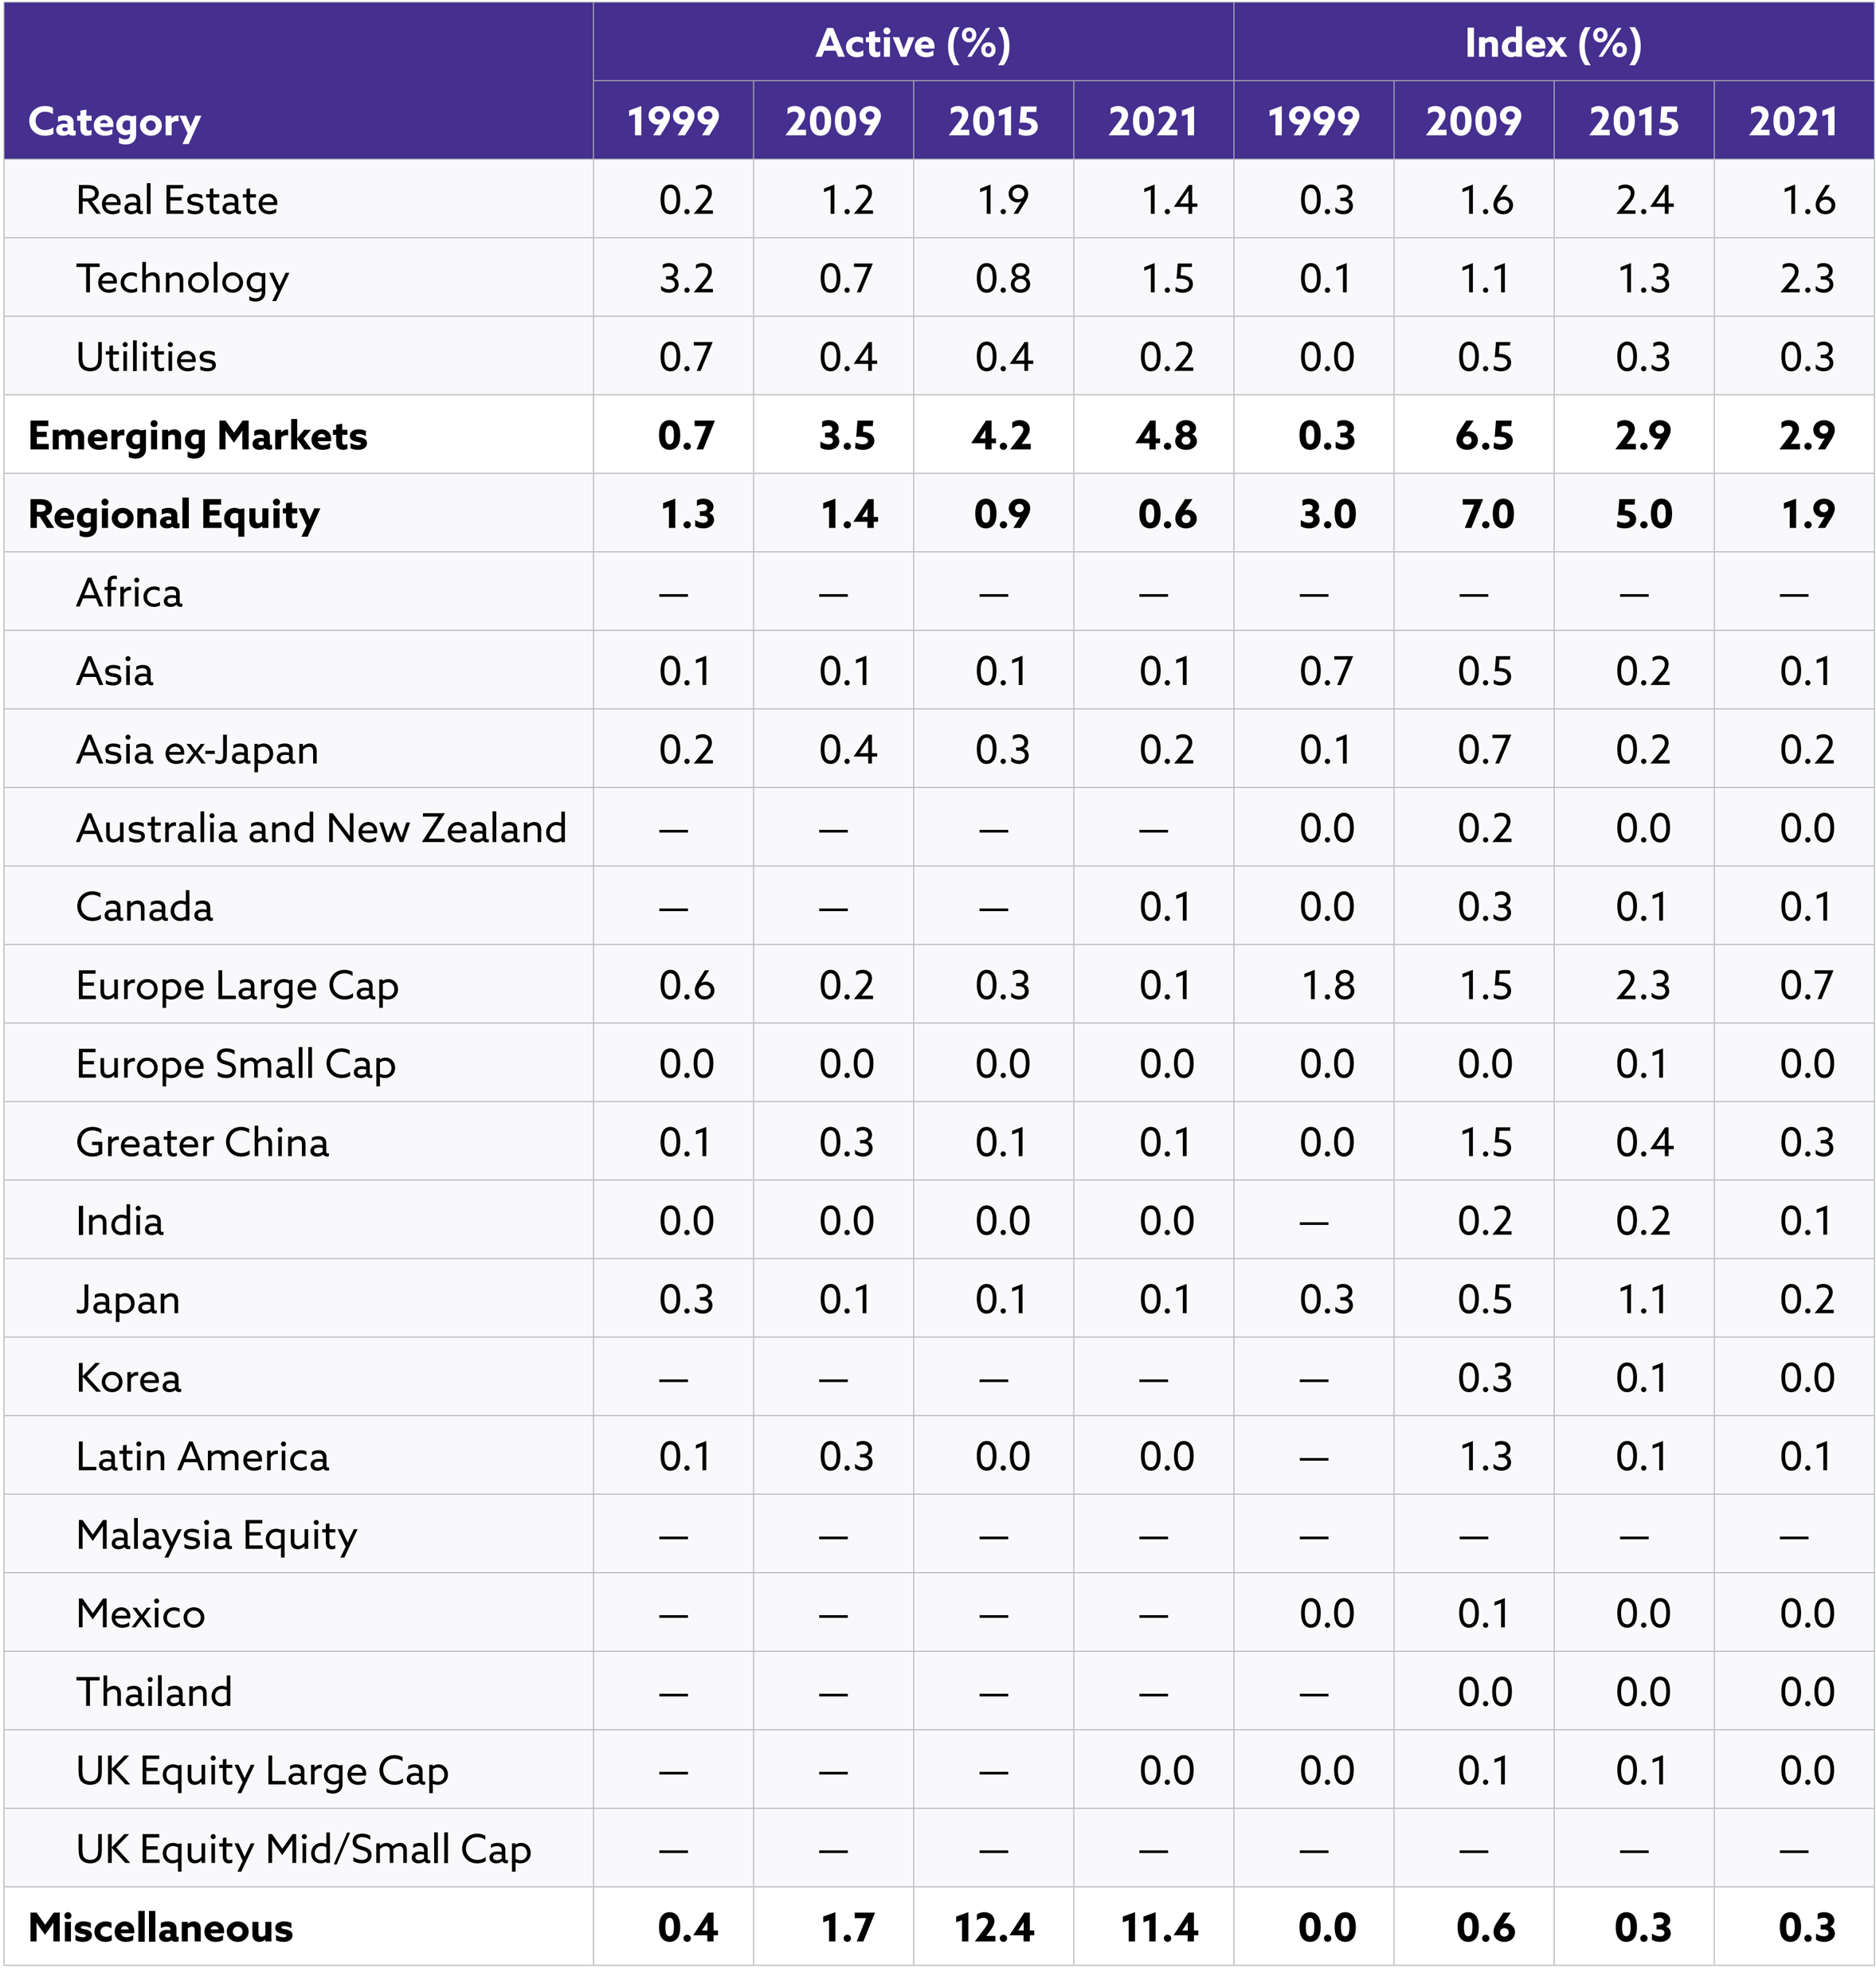 Active (%) Index (%)
Category 1999 2009 2015 2021 1999 2009 2015 2021
Real Estate 0.2 1.2 1.9 1.4 0.3 1.6 2.4 1.6
Technology 3.2 0.7 0.8 1.5 0.1 1.1 1.3 2.3
Utilities 0.7 0.4 0.4 0.2 0.0 0.5 0.3 0.3
Emerging Markets 0.7 3.5 4.2 4.8 0.3 6.5 2.9 2.9
Regional Equity 1.3 1.4 0.9 0.6 3.0 7.0 5.0 1.9
Africa — — — — — — — —
Asia 0.1 0.1 0.1 0.1 0.7 0.5 0.2 0.1
Asia ex-Japan 0.2 0.4 0.3 0.2 0.1 0.7 0.2 0.2
Australia and New Zealand — — — — 0.0 0.2 0.0 0.0
Canada — — — 0.1 0.0 0.3 0.1 0.1
Europe Large Cap 0.6 0.2 0.3 0.1 1.8 1.5 2.3 0.7
Europe Small Cap 0.0 0.0 0.0 0.0 0.0 0.0 0.1 0.0
Greater China 0.1 0.3 0.1 0.1 0.0 1.5 0.4 0.3
India 0.0 0.0 0.0 0.0 — 0.2 0.2 0.1
Japan 0.3 0.1 0.1 0.1 0.3 0.5 1.1 0.2
Korea — — — — — 0.3 0.1 0.0
Latin America 0.1 0.3 0.0 0.0 — 1.3 0.1 0.1
Malaysia Equity — — — — — — — —
Mexico — — — — 0.0 0.1 0.0 0.0
Thailand — — — — — 0.0 0.0 0.0
UK Equity Large Cap — — — 0.0 0.0 0.1 0.1 0.0
UK Equity Mid/Small Cap — — — — — — — —
Miscellaneous 0.4 1.7 12.4 11.4 0.0 0.6 0.3 0.3